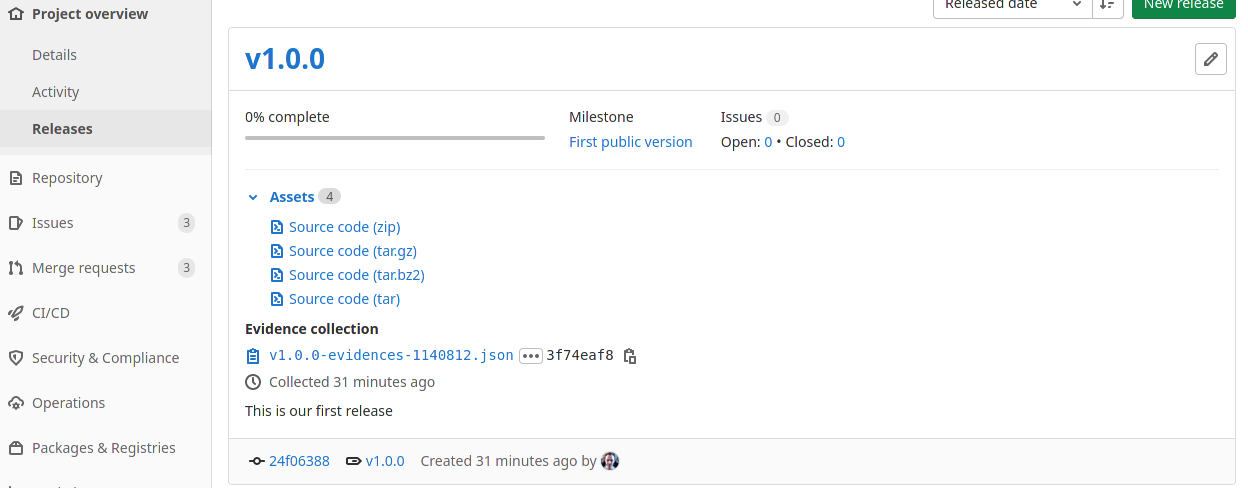 Project overview
Details
Activity
Releases
Repository
Issues 3
Merge requests 3
CI/CD
Security & Compliance
Operations
Packages & Registries
Released date
New release
v1.0.0
0% complete
Milestone
First public version
Issues 0
Open: 0 • Closed: 0
Assets 4
Source code (zip)
Source code (tar.gz)
Source code (tar.bz2)
Source code (tar)
Evidence collection
v1.0.0-evidences-1140812.json ••• 3f74eaf8
Collected 31 minutes ago
This is our first release
24f06388 v1.0.0 Created 31 minutes ago by